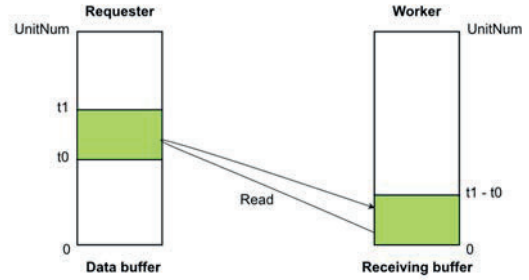 Requester
Worker
UnitNum
UnitNum
t1
t0
Read
t1 - t0
0
0
Data buffer
Receiving buffer